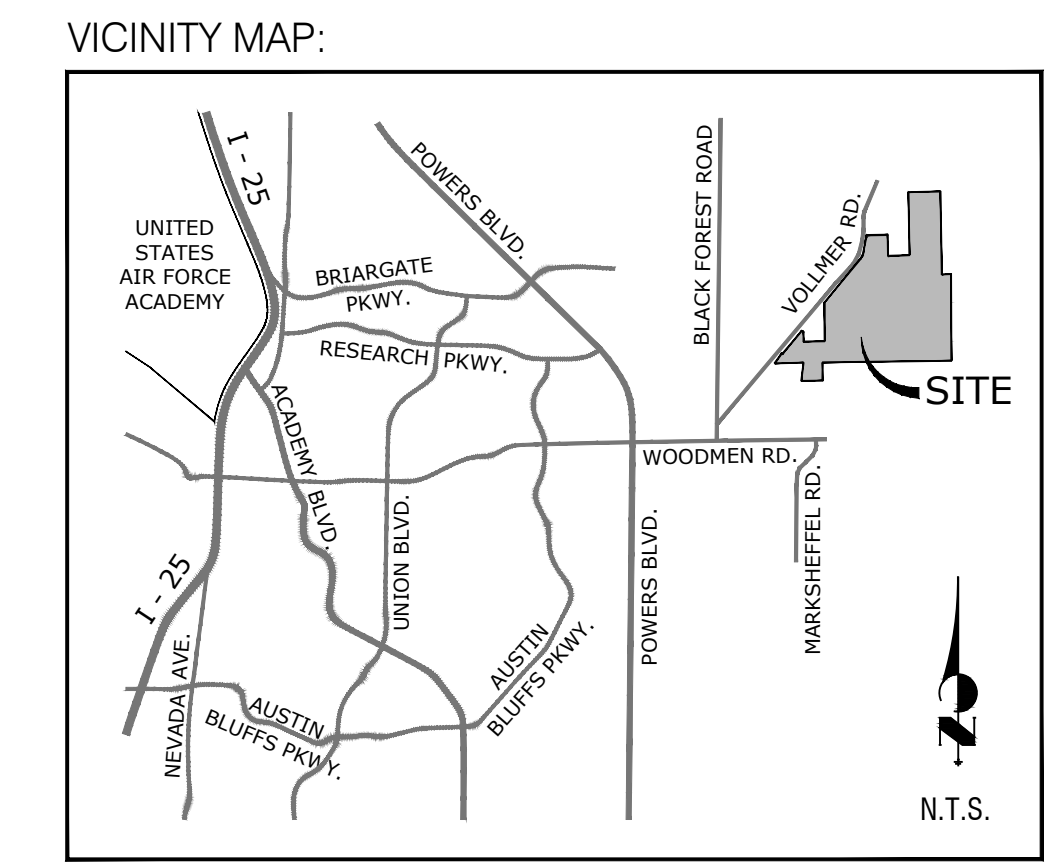 VICINITY MAP:
I - 25
POWERS BLVD.
BLACK FOREST ROAD
VOLLMER RD.
UNITED
STATES
AIR FORCE
ACADEMY
BRIARGATE
PKWY.
RESEARCH PKWY.
SITE
ACADEMY BLVD.
WOODMEN RD.
UNION BLVD.
POWERS BLVD.
MARKSHEFFEL RD.
I - 25
NEVADA AVE.
AUSTIN
BLUFFS PKWY.
AUSTIN
BLUFFS PKWY.
N
N.T.S.